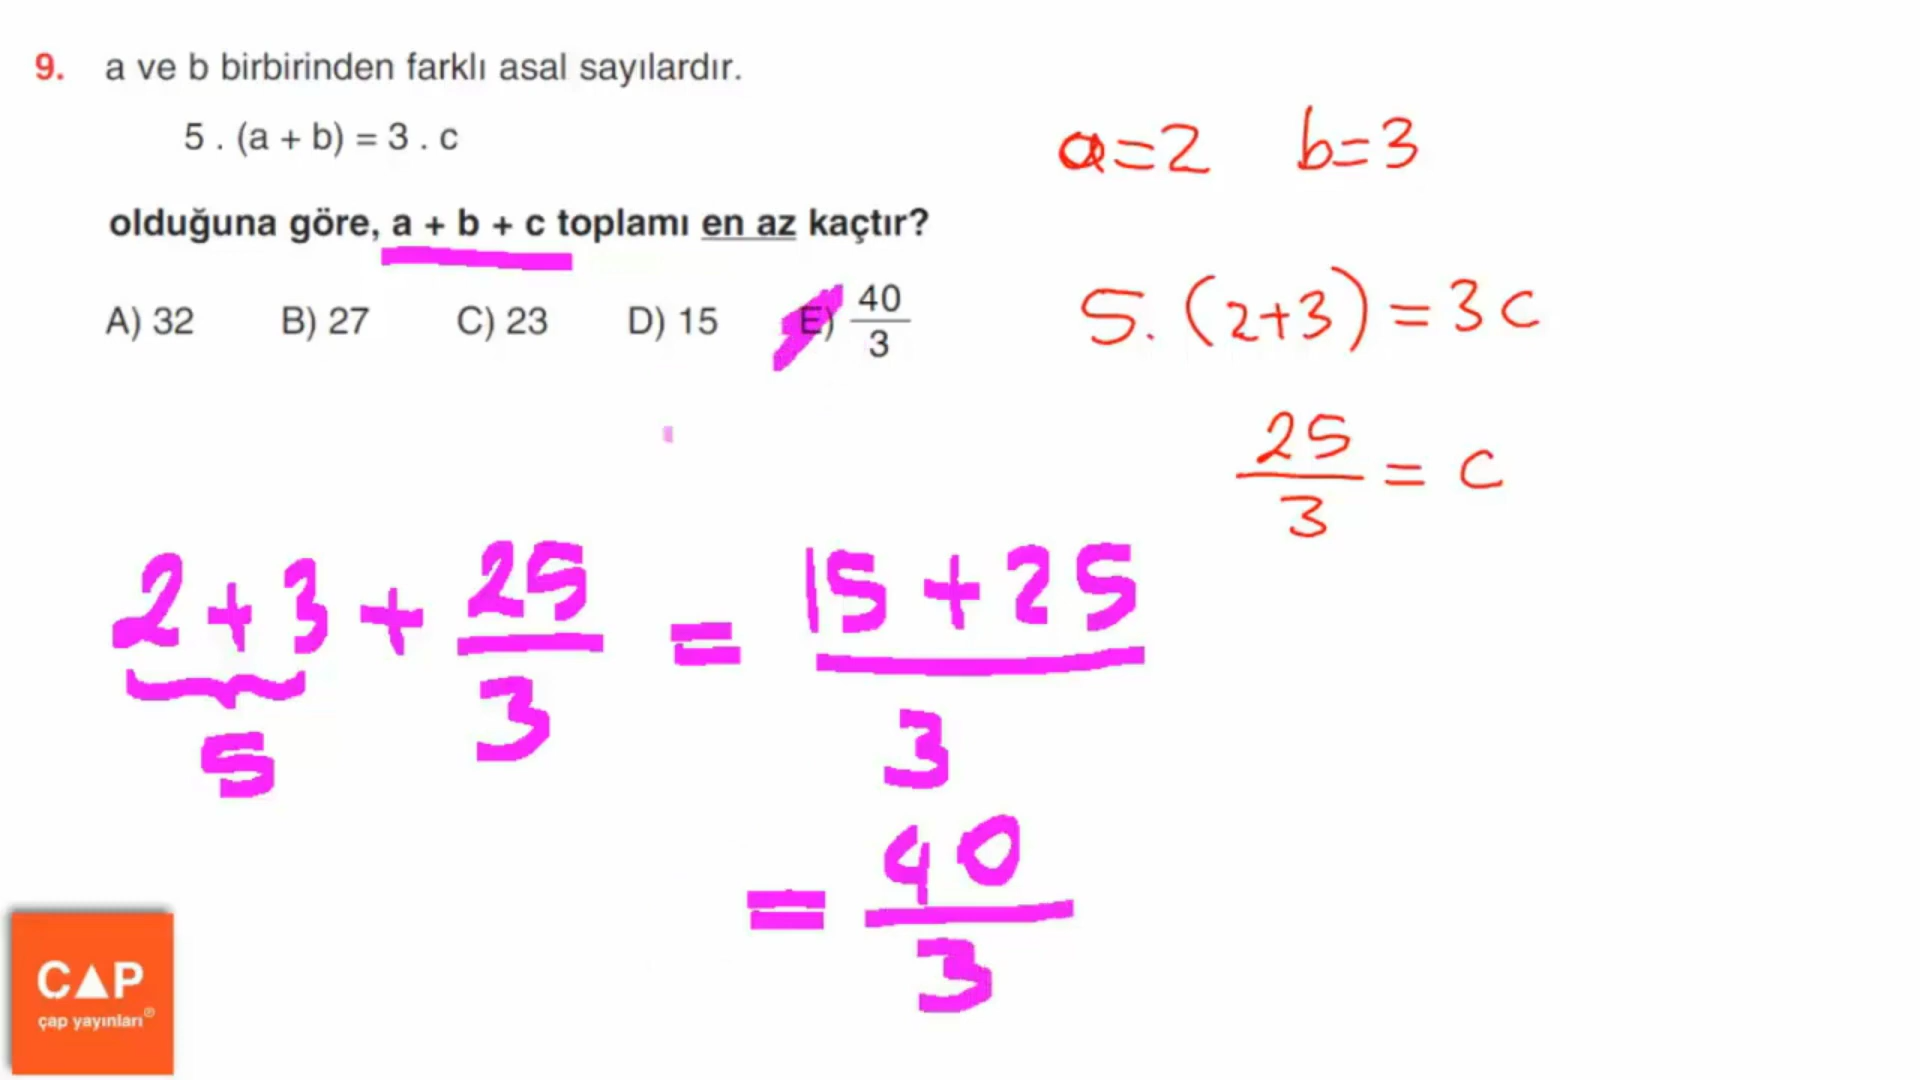 9. a ve b birbirinden farklı asal sayılardır.
5 . (a + b) = 3 . c
olduğuna göre, a + b + c toplamı en az kaçtır?
A) 32 B) 27 C) 23 D) 15 E) 40/3
a=2 b=3
5. (2+3) = 3c
25/3 = c
2+3 + 25/3 = 15+25/3
5
= 40/3
CAP
çap yayınları®